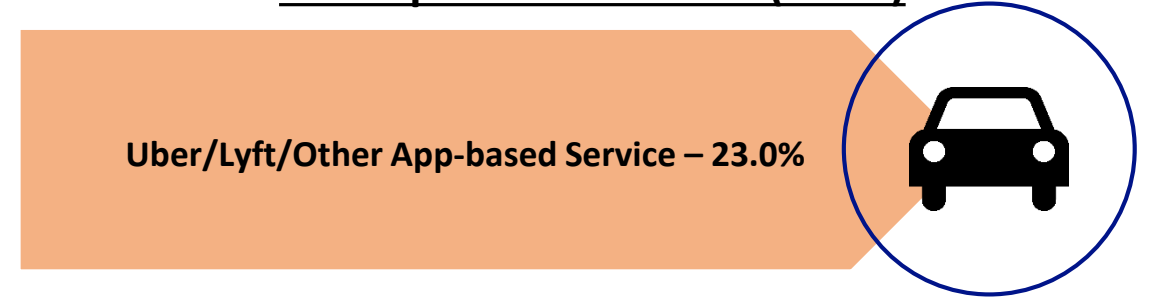 Uber/Lyft/Other App-based Service – 23.0%